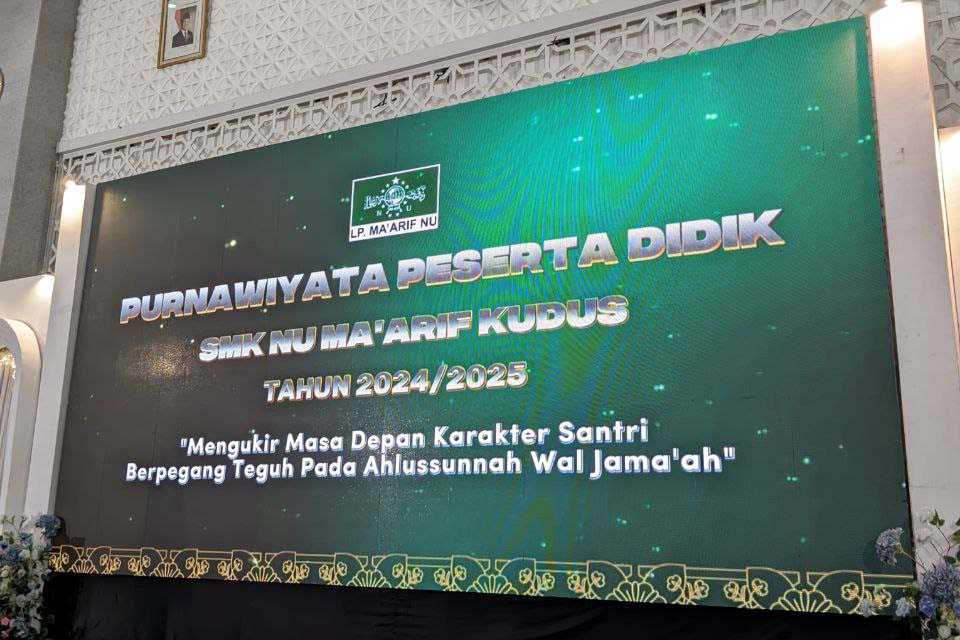 N U
LP. MA'ARIF NU
PURNAWIYATA PESERTA DIDIK
SMK NU MA'ARIF KUDUS
TAHUN 2024/2025
"Mengukir Masa Depan Karakter Santri
Berpegang Teguh Pada Ahlussunnah Wal Jama'ah"